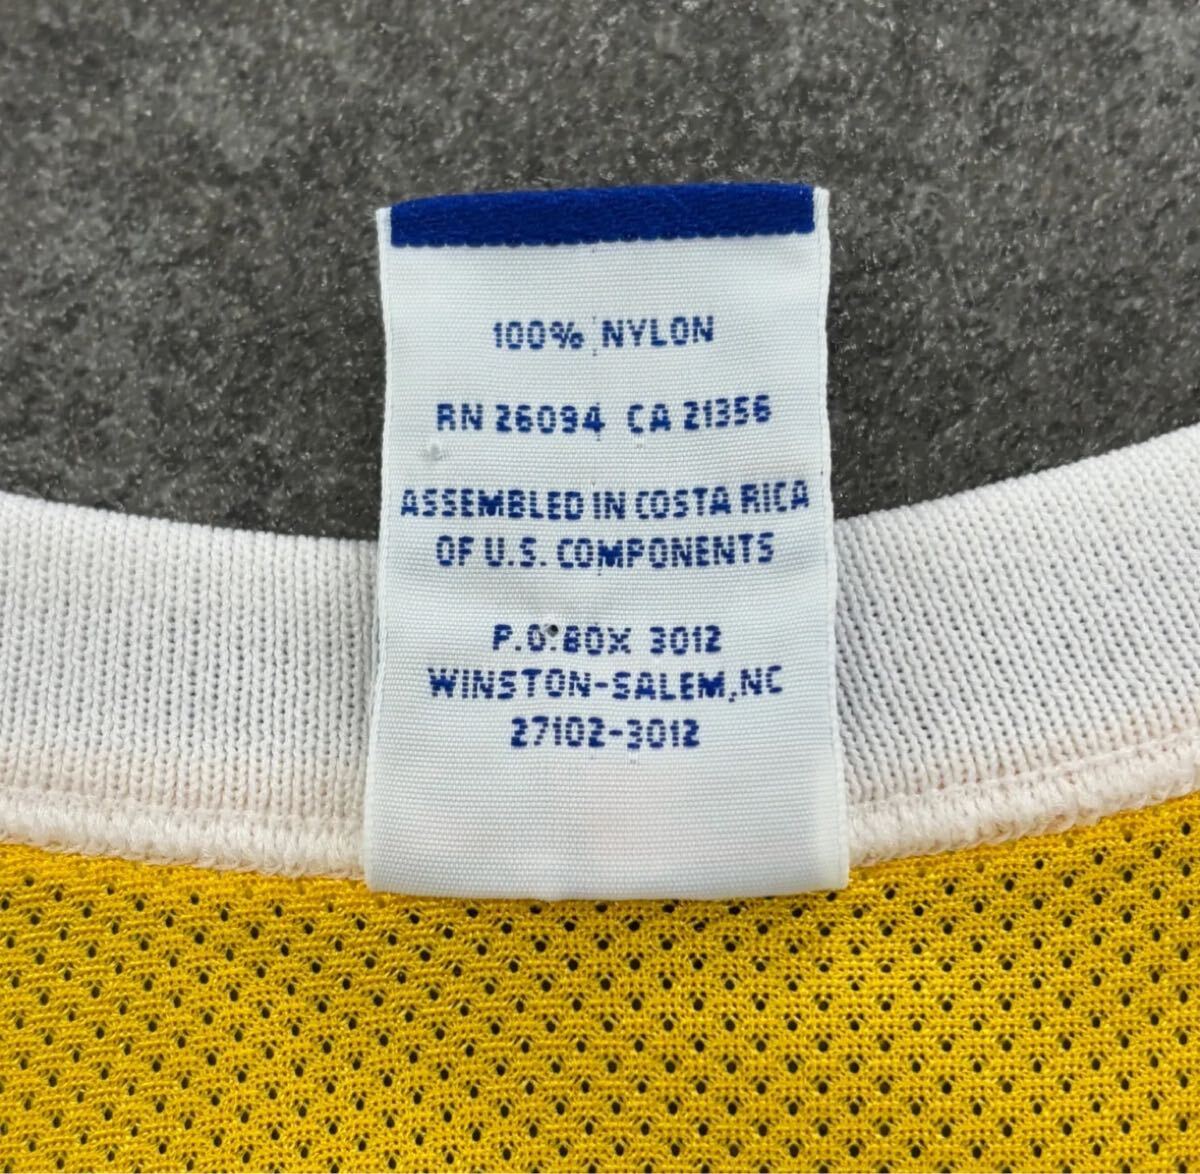 100% NYLON
RN 26094 CA 21356
ASSEMBLED IN COSTA RICA
OF U.S. COMPONENTS
P.O. BOX 3012
WINSTON-SALEM, NC
27102-3012